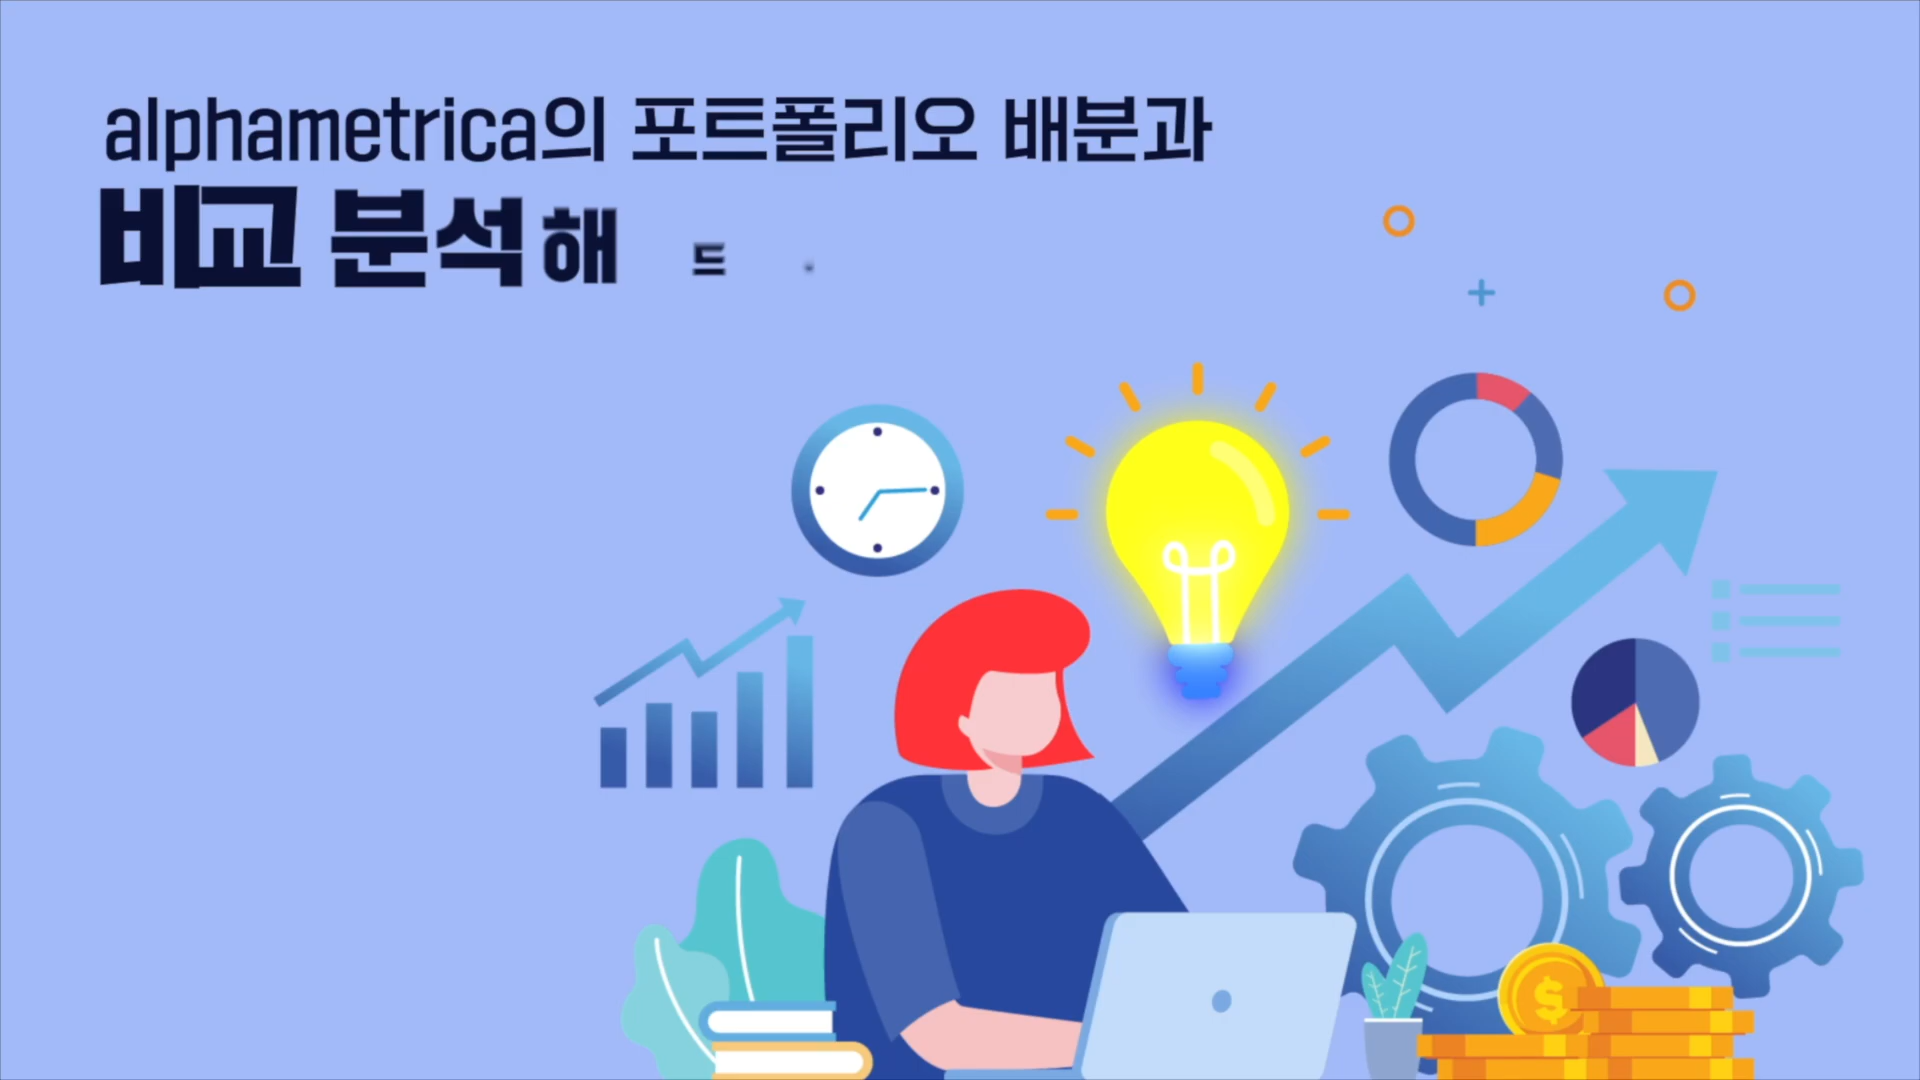 alphametrica의 포트폴리오 배분과
비교 분석해 드
$